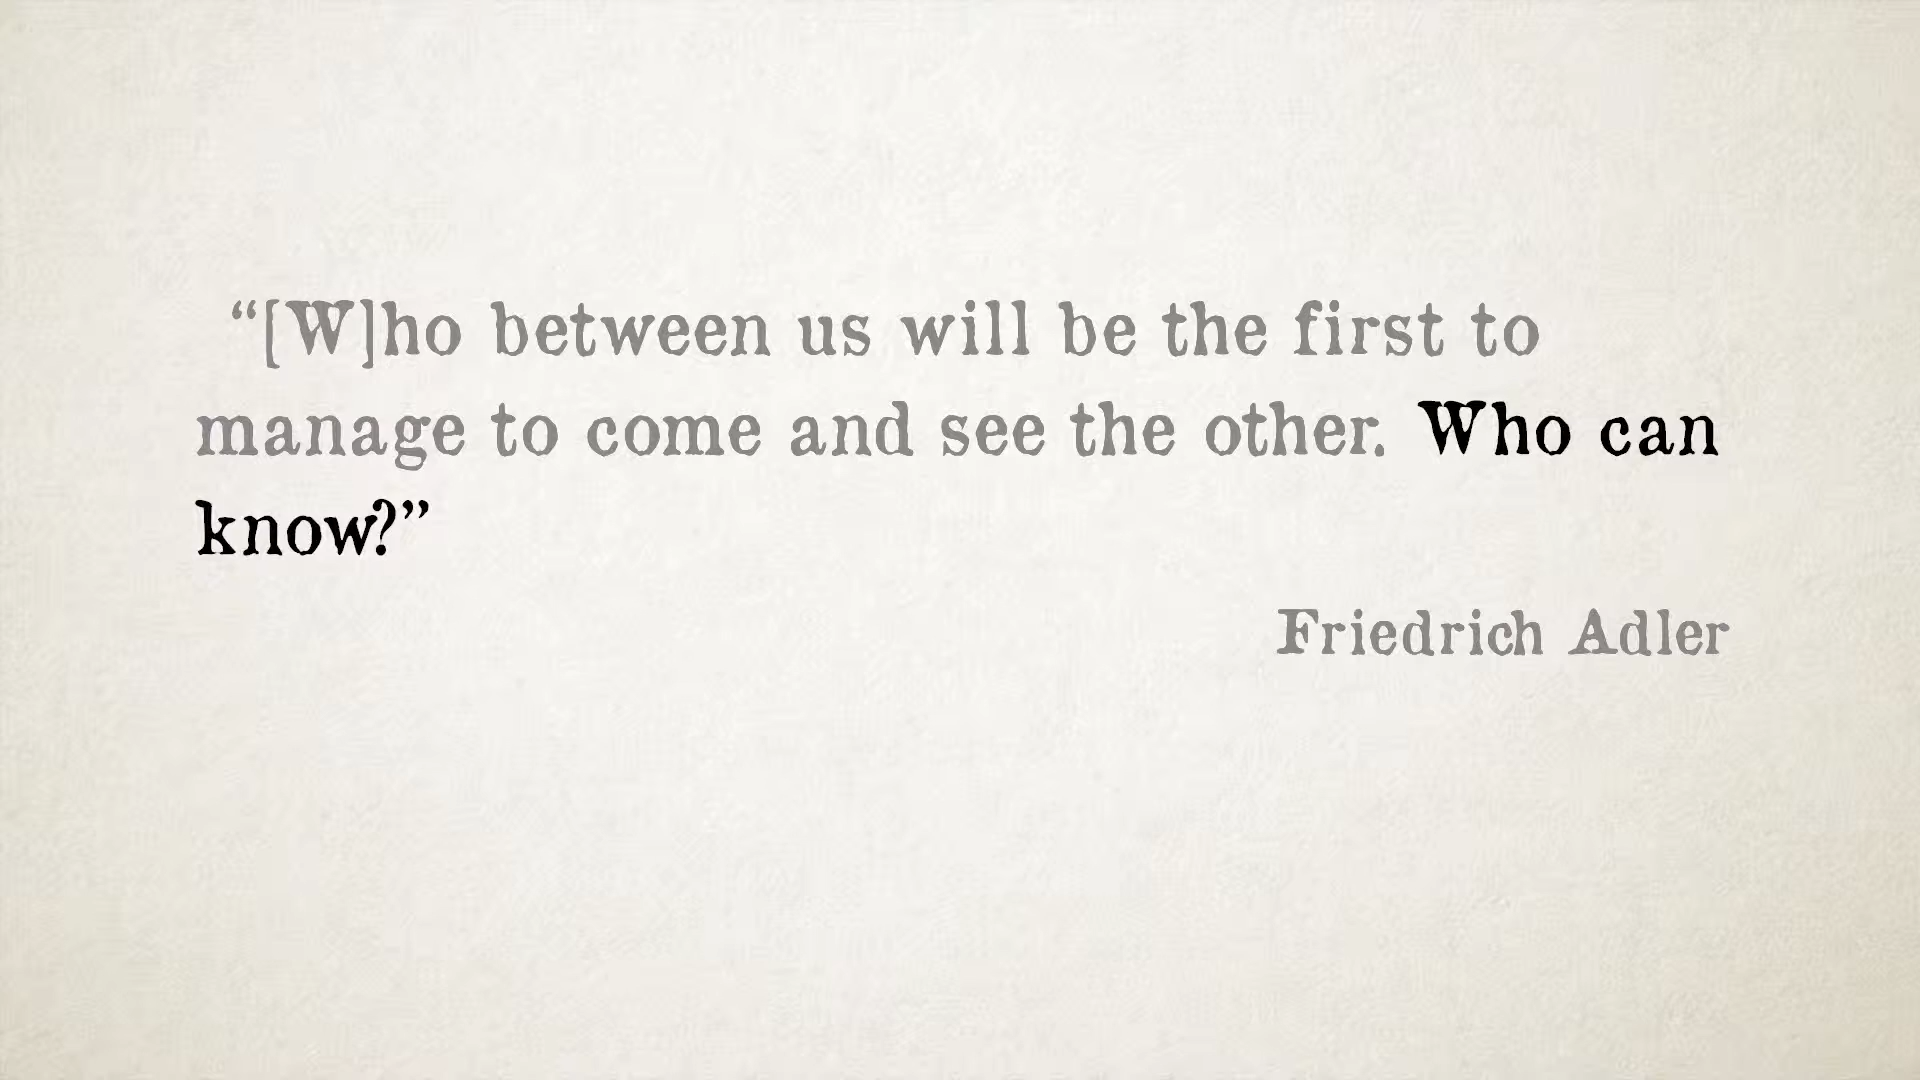 “[W]ho between us will be the first to
manage to come and see the other. Who can
know?”
Friedrich Adler